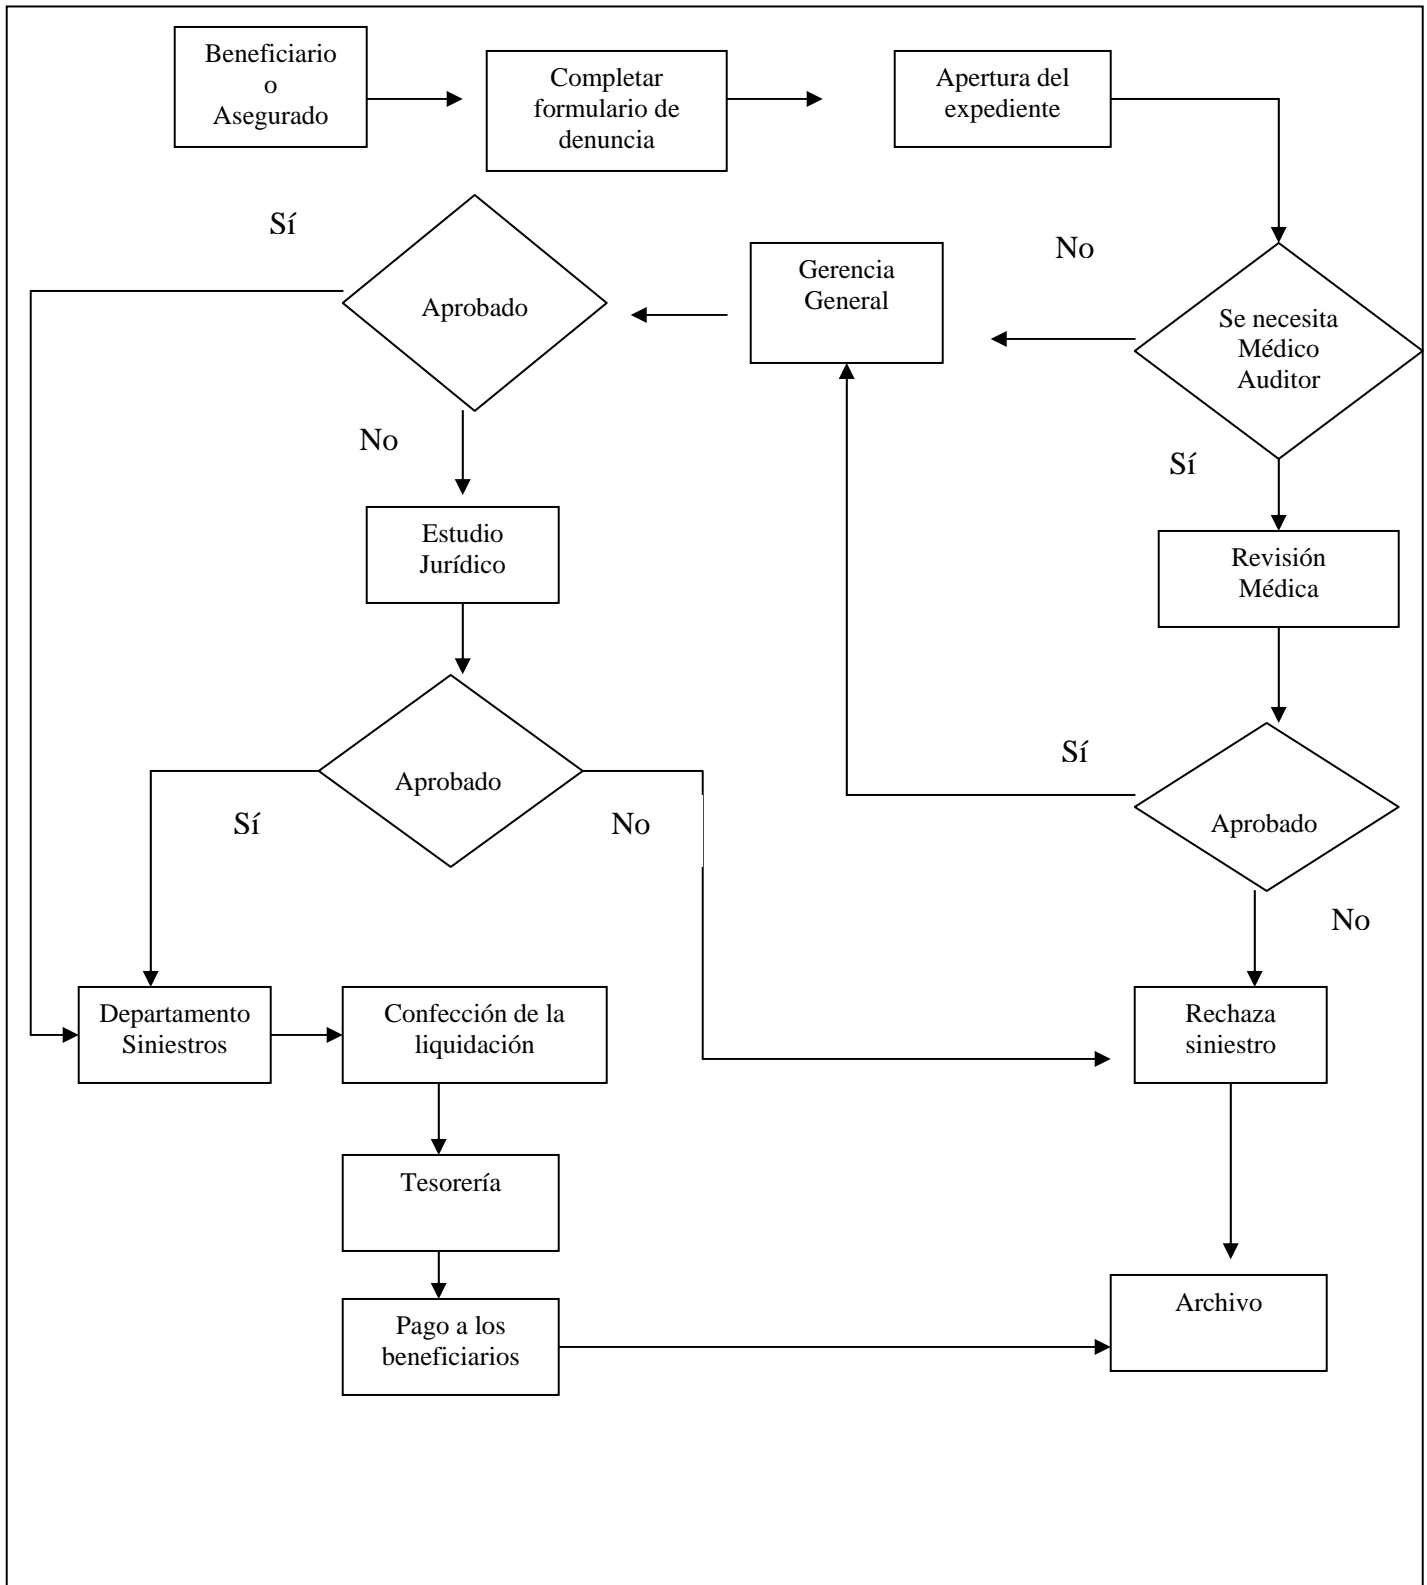 Beneficiario
o
Asegurado
Completar
formulario de
denuncia
Apertura del
expediente
Sí
Aprobado
Gerencia
General
No
Se necesita
Médico
Auditor
No
Sí
Estudio
Jurídico
Revisión
Médica
Aprobado
Sí
No
Sí
Aprobado
No
Departamento
Siniestros
Confección de la
liquidación
Rechaza
siniestro
Tesorería
Pago a los
beneficiarios
Archivo